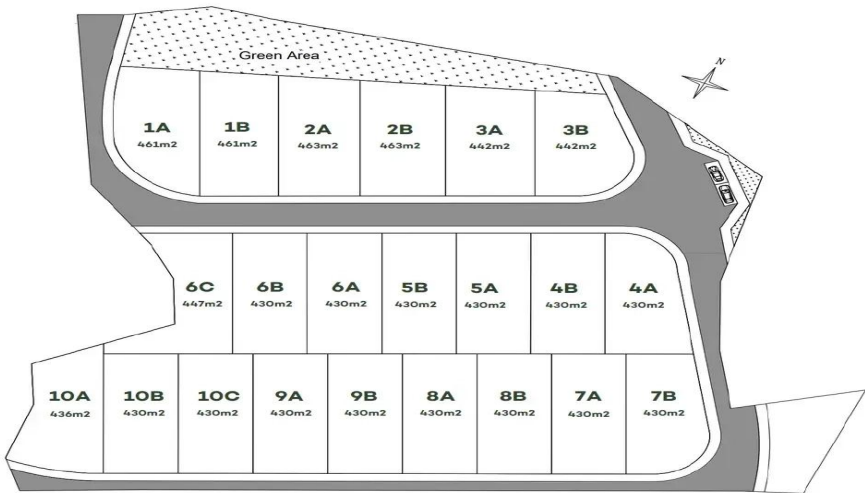 Green Area
N
1A
461m2
1B
461m2
2A
463m2
2B
463m2
3A
442m2
3B
442m2
6C
447m2
6B
430m2
6A
430m2
5B
430m2
5A
430m2
4B
430m2
4A
430m2
10A
436m2
10B
430m2
10C
430m2
9A
430m2
9B
430m2
8A
430m2
8B
430m2
7A
430m2
7B
430m2